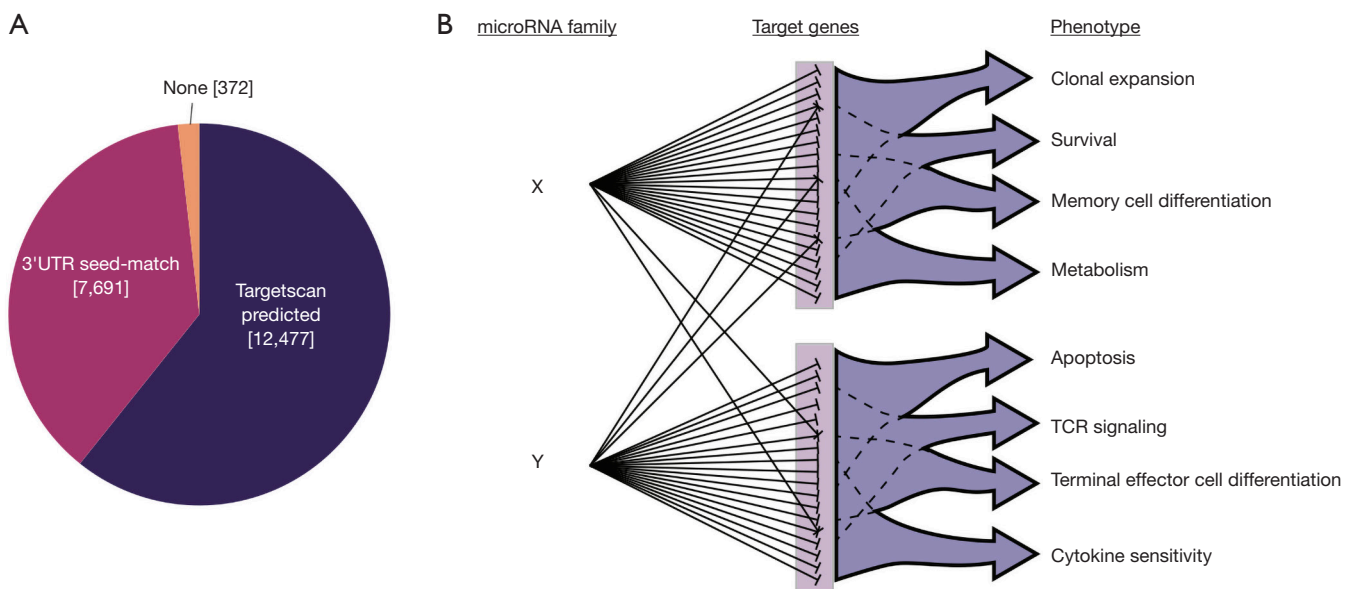 A
None [372]
3'UTR seed-match
[7,691]
Targetscan
predicted
[12,477]
B
microRNA family
Target genes
Phenotype
X
Y
Clonal expansion
Survival
Memory cell differentiation
Metabolism
Apoptosis
TCR signaling
Terminal effector cell differentiation
Cytokine sensitivity